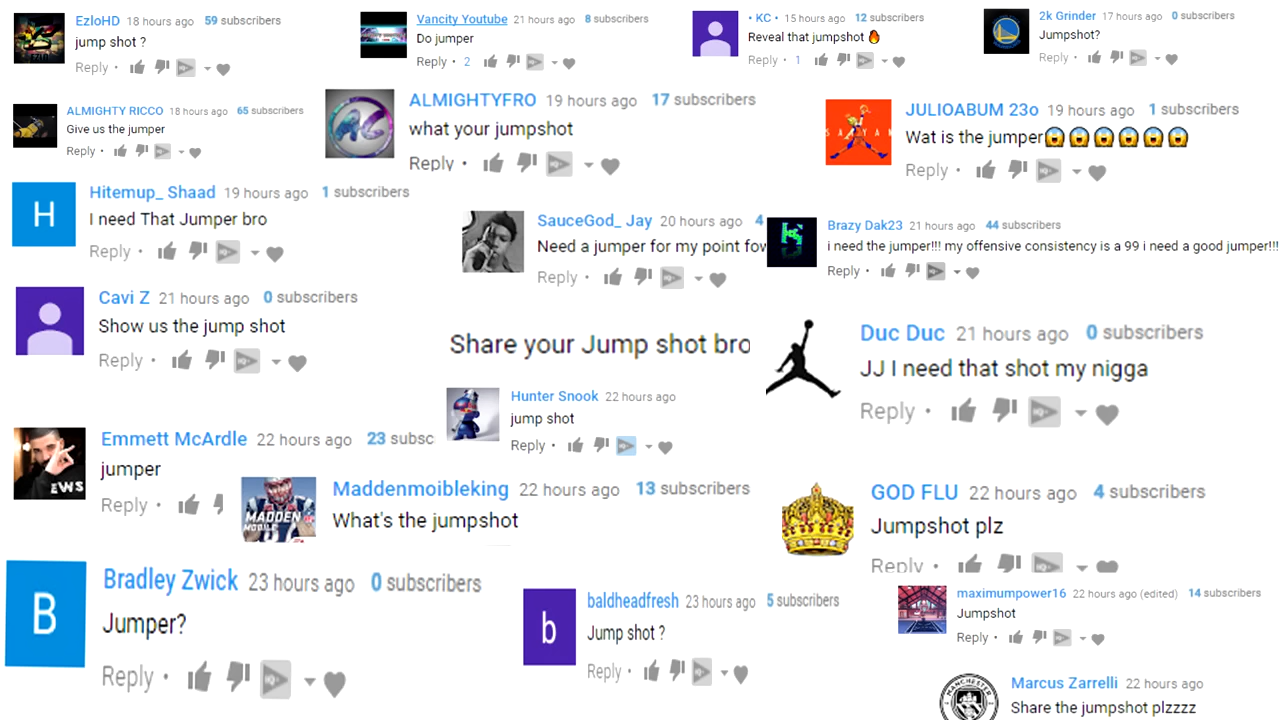 EzloHD 18 hours ago 59 subscribers
jump shot ?
Reply •
Vancity Youtube 21 hours ago 8 subscribers
Do jumper
Reply • 2
• KC • 15 hours ago 12 subscribers
Reveal that jumpshot 🔥
Reply • 1
2k Grinder 17 hours ago 0 subscribers
Jumpshot?
Reply •
ALMIGHTY RICCO 18 hours ago 65 subscribers
Give us the jumper
Reply •
ALMIGHTYFRO 19 hours ago 17 subscribers
what your jumpshot
Reply •
JULIOABUM 23o 19 hours ago 1 subscribers
Wat is the jumper😱😱😱😱😱😱
Reply •
H
Hitemup_ Shaad 19 hours ago 1 subscribers
I need That Jumper bro
Reply •
SauceGod_ Jay 20 hours ago 4
Need a jumper for my point fow
Reply •
Brazy Dak23 21 hours ago 44 subscribers
i need the jumper!!! my offensive consistency is a 99 i need a good jumper!!!
Reply •
Cavi Z 21 hours ago 0 subscribers
Show us the jump shot
Reply •
Share your Jump shot bro
Duc Duc 21 hours ago 0 subscribers
JJ I need that shot my nigga
Reply •
Hunter Snook 22 hours ago
jump shot
Reply •
Emmett McArdle 22 hours ago 23 subsc
jumper
Reply •
EWS
MADDEN
MOBILE
Maddenmoibleking 22 hours ago 13 subscribers
What's the jumpshot
GOD FLU 22 hours ago 4 subscribers
Jumpshot plz
Reply •
B
Bradley Zwick 23 hours ago 0 subscribers
Jumper?
Reply •
b
baldheadfresh 23 hours ago 5 subscribers
Jump shot ?
Reply •
maximumpower16 22 hours ago (edited) 14 subscribers
Jumpshot
Reply •
MANCHESTER
Marcus Zarrelli 22 hours ago
Share the jumpshot plzzzz